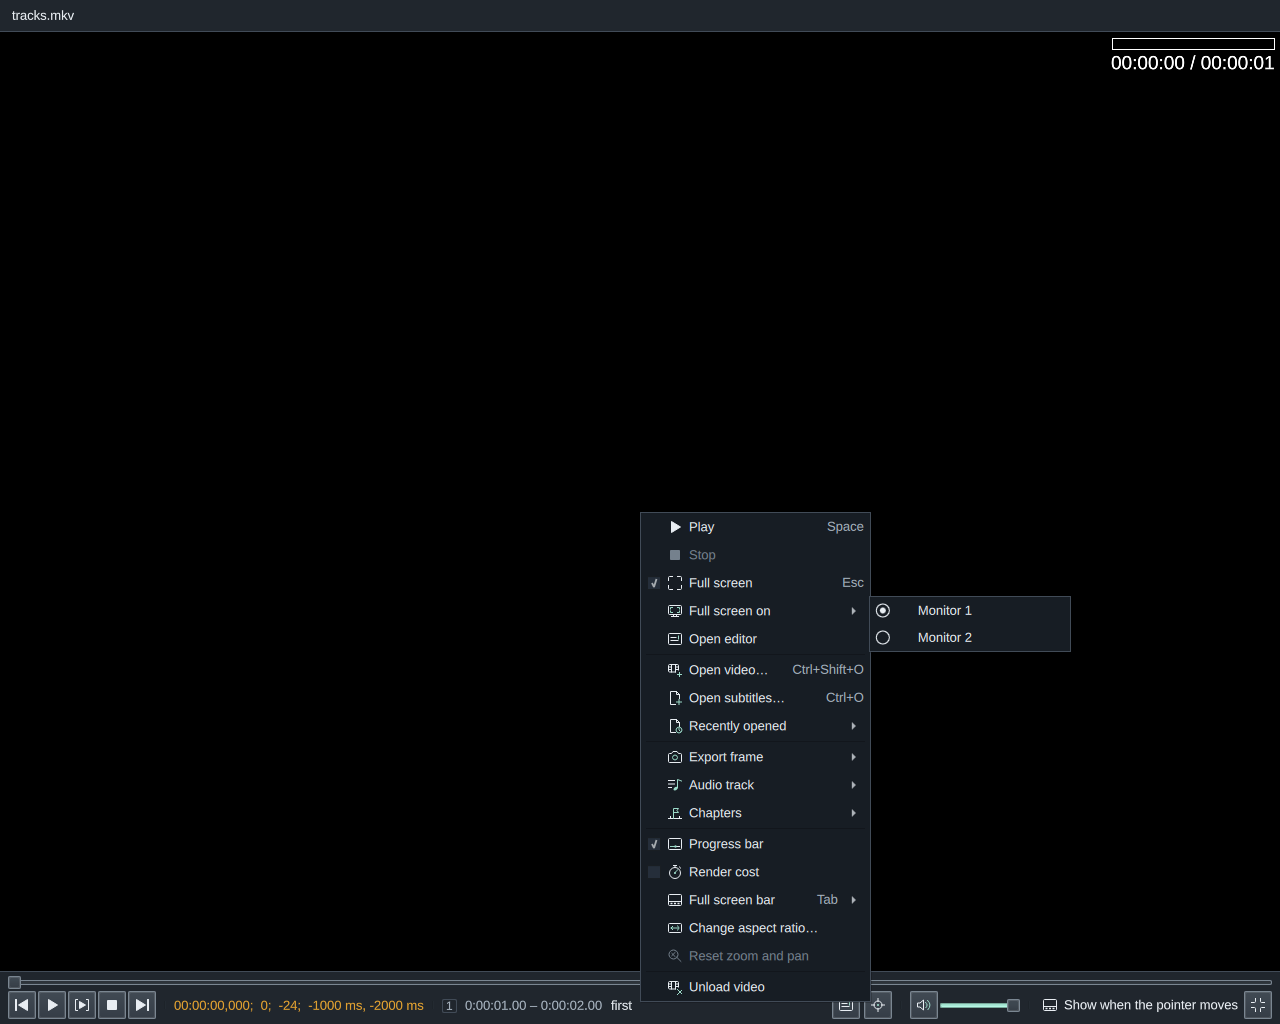 tracks.mkv
00:00:00 / 00:00:01
Play Space
Stop
Full screen Esc
Full screen on
Monitor 1
Monitor 2
Open editor
Open video… Ctrl+Shift+O
Open subtitles… Ctrl+O
Recently opened
Export frame
Audio track
Chapters
Progress bar
Render cost
Full screen bar Tab
Change aspect ratio…
Reset zoom and pan
Unload video
00:00:00,000; 0; -24; -1000 ms, -2000 ms 1 0:00:01.00 – 0:00:02.00 first Show when the pointer moves